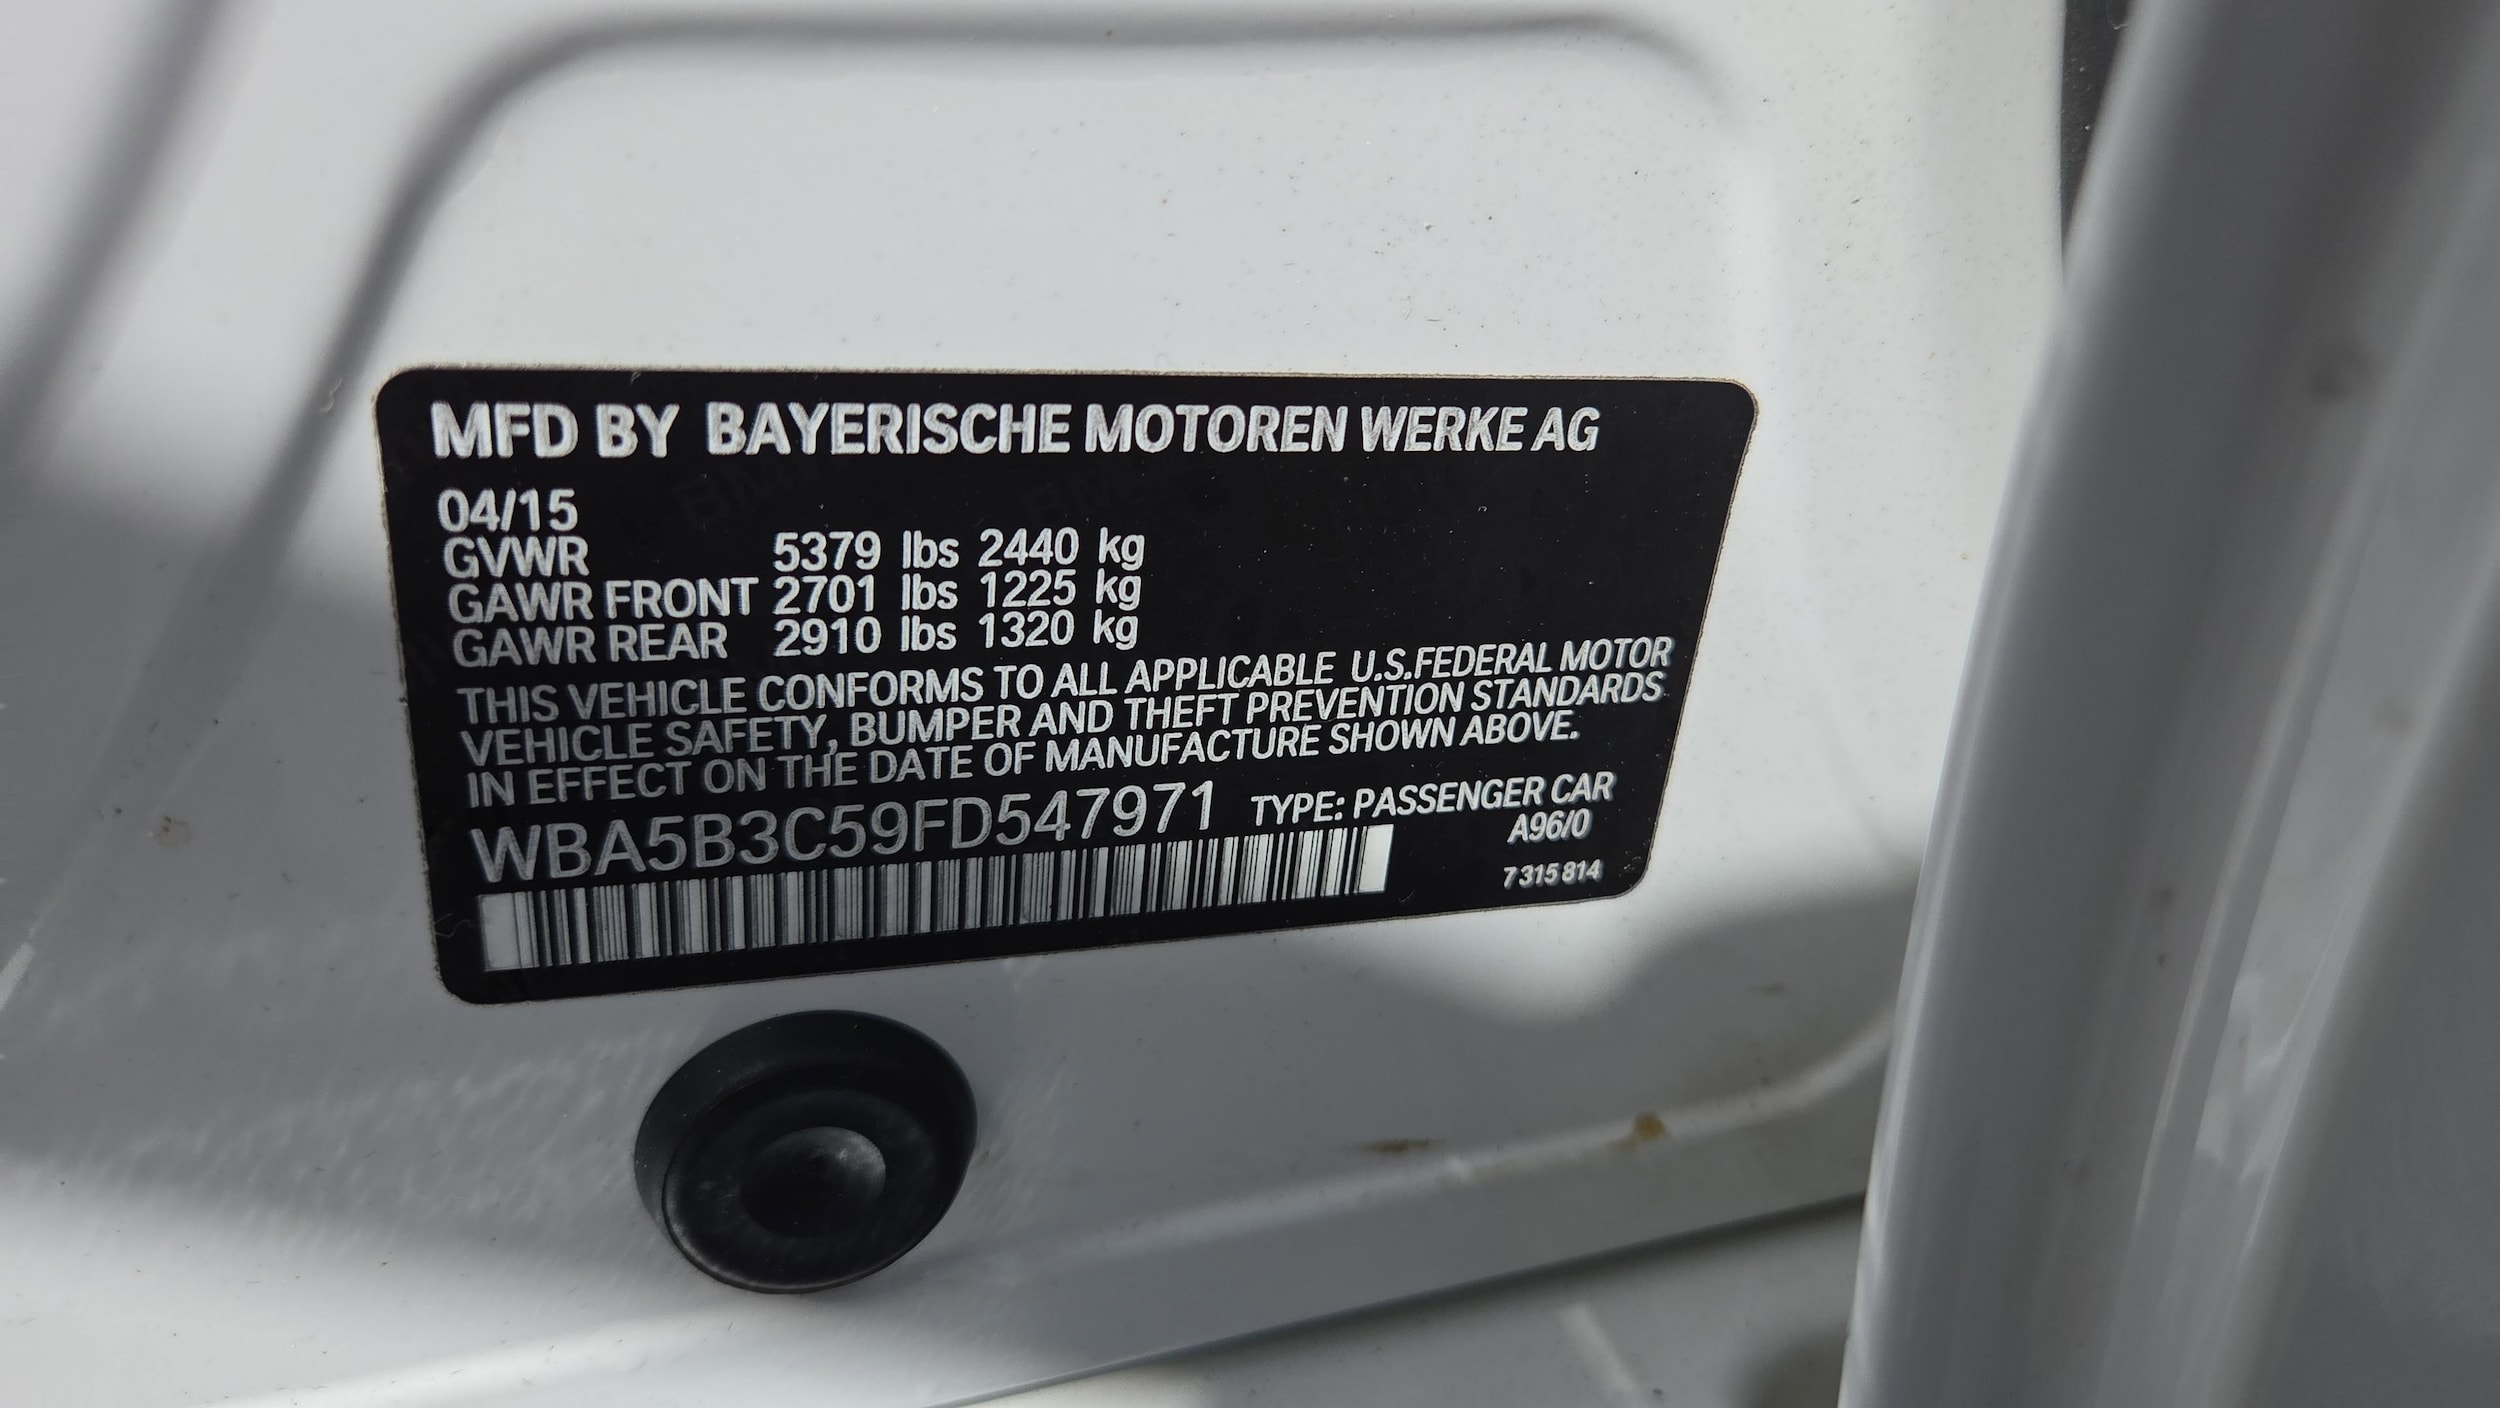 MFD BY BAYERISCHE MOTOREN WERKE AG
04/15
GVWR 5379 lbs 2440 kg
GAWR FRONT 2701 lbs 1225 kg
GAWR REAR 2910 lbs 1320 kg
THIS VEHICLE CONFORMS TO ALL APPLICABLE U.S.FEDERAL MOTOR
VEHICLE SAFETY, BUMPER AND THEFT PREVENTION STANDARDS
IN EFFECT ON THE DATE OF MANUFACTURE SHOWN ABOVE.
WBA5B3C59FD547971 TYPE: PASSENGER CAR
A96/0
7 315 814